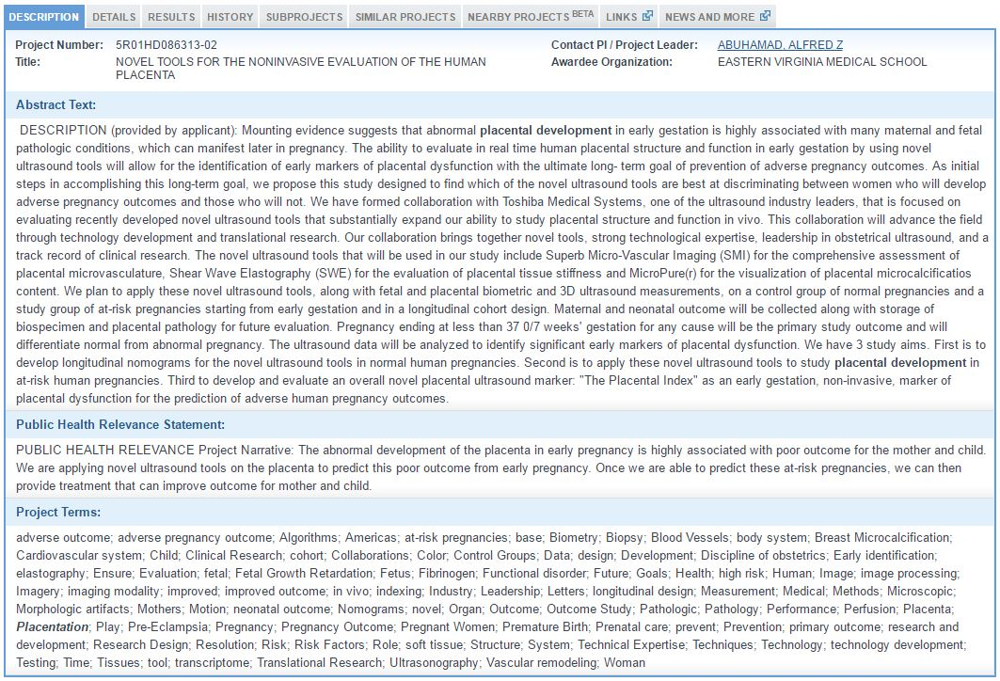 DESCRIPTION DETAILS RESULTS HISTORY SUBPROJECTS SIMILAR PROJECTS NEARBY PROJECTS BETA LINKS NEWS AND MORE
Project Number: 5R01HD086313-02 Contact PI / Project Leader: ABUHAMAD, ALFRED Z
Title: NOVEL TOOLS FOR THE NONINVASIVE EVALUATION OF THE HUMAN Awardee Organization: EASTERN VIRGINIA MEDICAL SCHOOL
PLACENTA
Abstract Text:
DESCRIPTION (provided by applicant): Mounting evidence suggests that abnormal placental development in early gestation is highly associated with many maternal and fetal
pathologic conditions, which can manifest later in pregnancy. The ability to evaluate in real time human placental structure and function in early gestation by using novel
ultrasound tools will allow for the identification of early markers of placental dysfunction with the ultimate long- term goal of prevention of adverse pregnancy outcomes. As initial
steps in accomplishing this long-term goal, we propose this study designed to find which of the novel ultrasound tools are best at discriminating between women who will develop
adverse pregnancy outcomes and those who will not. We have formed collaboration with Toshiba Medical Systems, one of the ultrasound industry leaders, that is focused on
evaluating recently developed novel ultrasound tools that substantially expand our ability to study placental structure and function in vivo. This collaboration will advance the field
through technology development and translational research. Our collaboration brings together novel tools, strong technological expertise, leadership in obstetrical ultrasound, and a
track record of clinical research. The novel ultrasound tools that will be used in our study include Superb Micro-Vascular Imaging (SMI) for the comprehensive assessment of
placental microvasculature, Shear Wave Elastography (SWE) for the evaluation of placental tissue stiffness and MicroPure(r) for the visualization of placental microcalcificatios
content. We plan to apply these novel ultrasound tools, along with fetal and placental biometric and 3D ultrasound measurements, on a control group of normal pregnancies and a
study group of at-risk pregnancies starting from early gestation and in a longitudinal cohort design. Maternal and neonatal outcome will be collected along with storage of
biospecimen and placental pathology for future evaluation. Pregnancy ending at less than 37 0/7 weeks' gestation for any cause will be the primary study outcome and will
differentiate normal from abnormal pregnancy. The ultrasound data will be analyzed to identify significant early markers of placental dysfunction. We have 3 study aims. First is to
develop longitudinal nomograms for the novel ultrasound tools in normal human pregnancies. Second is to apply these novel ultrasound tools to study placental development in
at-risk human pregnancies. Third to develop and evaluate an overall novel placental ultrasound marker: "The Placental Index" as an early gestation, non-invasive, marker of
placental dysfunction for the prediction of adverse human pregnancy outcomes.
Public Health Relevance Statement:
PUBLIC HEALTH RELEVANCE Project Narrative: The abnormal development of the placenta in early pregnancy is highly associated with poor outcome for the mother and child.
We are applying novel ultrasound tools on the placenta to predict this poor outcome from early pregnancy. Once we are able to predict these at-risk pregnancies, we can then
provide treatment that can improve outcome for mother and child.
Project Terms:
adverse outcome; adverse pregnancy outcome; Algorithms; Americas; at-risk pregnancies; base; Biometry; Biopsy; Blood Vessels; body system; Breast Microcalcification;
Cardiovascular system; Child; Clinical Research; cohort; Collaborations; Color; Control Groups; Data; design; Development; Discipline of obstetrics; Early identification;
elastography; Ensure; Evaluation; fetal; Fetal Growth Retardation; Fetus; Fibrinogen; Functional disorder; Future; Goals; Health; high risk; Human; Image; image processing;
Imagery; imaging modality; improved; improved outcome; in vivo; indexing; Industry; Leadership; Letters; longitudinal design; Measurement; Medical; Methods; Microscopic;
Morphologic artifacts; Mothers; Motion; neonatal outcome; Nomograms; novel; Organ; Outcome; Outcome Study; Pathologic; Pathology; Performance; Perfusion; Placenta;
Placentation; Play; Pre-Eclampsia; Pregnancy; Pregnancy Outcome; Pregnant Women; Premature Birth; Prenatal care; prevent; Prevention; primary outcome; research and
development; Research Design; Resolution; Risk; Risk Factors; Role; soft tissue; Structure; System; Technical Expertise; Techniques; Technology; technology development;
Testing; Time; Tissues; tool; transcriptome; Translational Research; Ultrasonography; Vascular remodeling; Woman